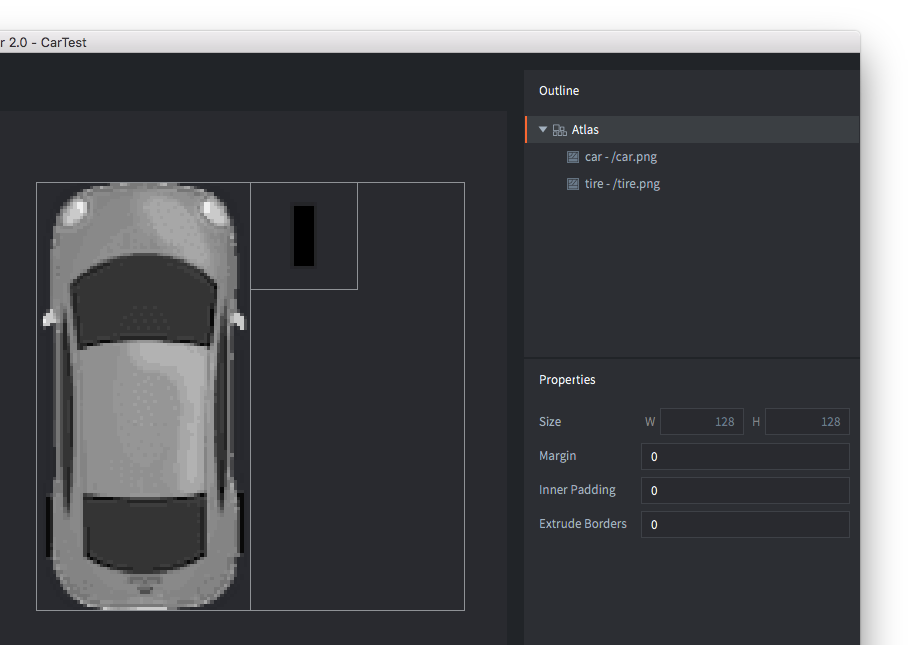 r 2.0 - CarTest
Outline
Atlas
car - /car.png
tire - /tire.png
Properties
Size W 128 H 128
Margin 0
Inner Padding 0
Extrude Borders 0